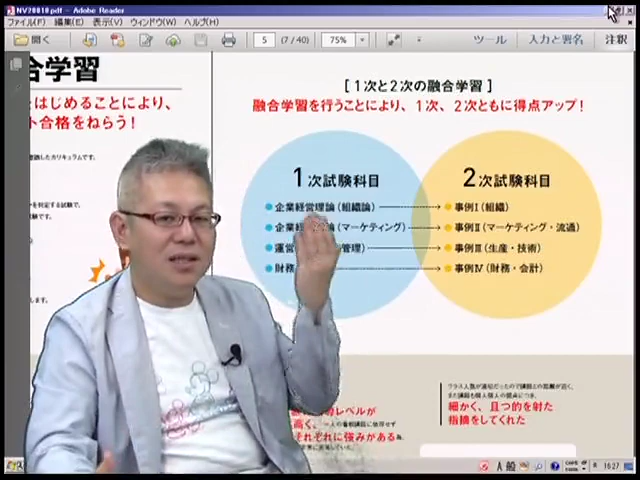 NV20010.pdf - Adobe Reader
ファイル(F) 編集(E) 表示(V) ウィンドウ(W) ヘルプ(H)
開く
5
(7 / 40)
75%
ツール
入力と署名
注釈
合学習
をはじめることにより、
ト合格をねらう!
[1次と2次の融合学習]
融合学習を行うことにより、1次、2次ともに得点アップ!
1次試験科目
2次試験科目
企業経営理論(組織論)
事例Ⅰ(組織)
企業経
論(マーケティング)
事例Ⅱ(マーケティング・流通)
運営
管理)
事例Ⅲ(生産・技術)
財務
事例Ⅳ(財務・会計)
レベルが
高く、
それぞれに強みがある
細かく、且つ的を射た
指摘をしてくれた
A 般
CAPS
16:27